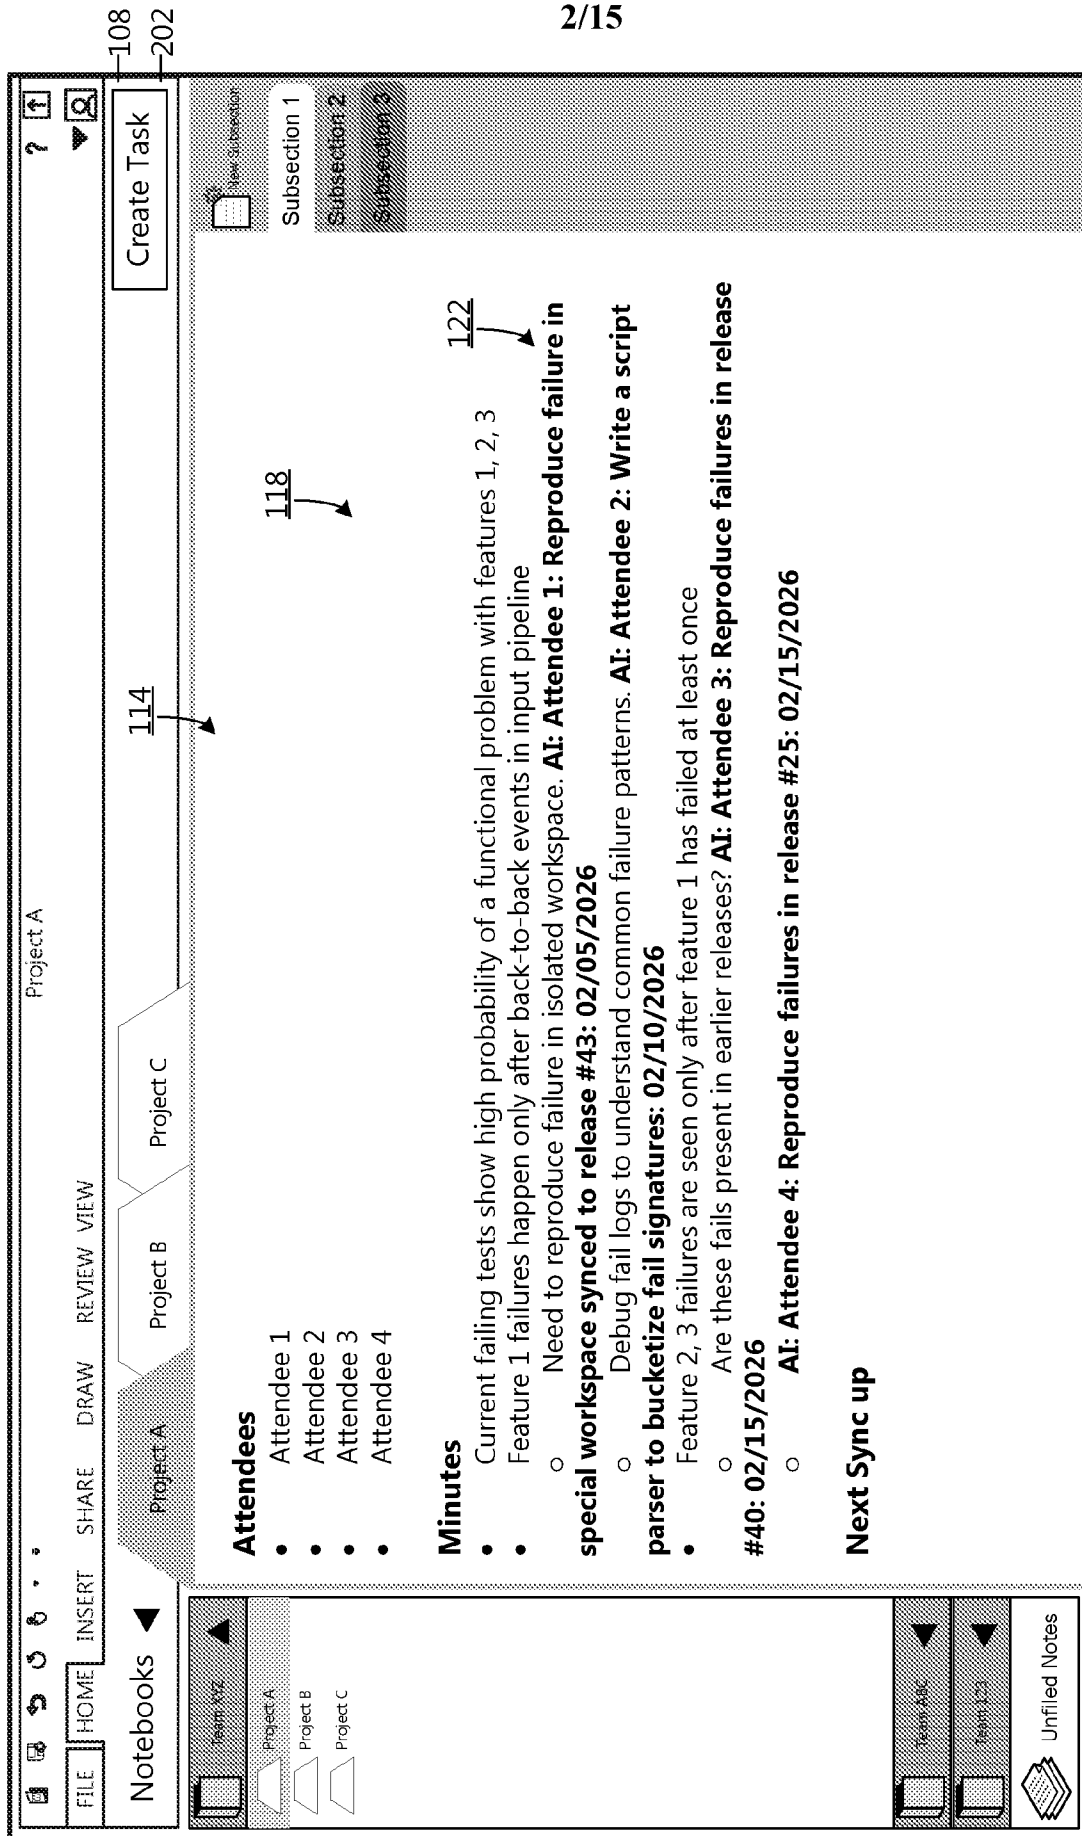 2/15
108
202
Project A
?
FILE HOME INSERT SHARE DRAW REVIEW VIEW
Notebooks
Project A
Project B
Project C
Create Task
114
Team XYZ
Project A
Project B
Project C
Team ABC
Team 123
Unfiled Notes
Attendees
• Attendee 1
• Attendee 2
• Attendee 3
• Attendee 4
118
Minutes
122
• Current failing tests show high probability of a functional problem with features 1, 2, 3
• Feature 1 failures happen only after back-to-back events in input pipeline
○ Need to reproduce failure in isolated workspace. AI: Attendee 1: Reproduce failure in
special workspace synced to release #43: 02/05/2026
○ Debug fail logs to understand common failure patterns. AI: Attendee 2: Write a script
parser to bucketize fail signatures: 02/10/2026
• Feature 2, 3 failures are seen only after feature 1 has failed at least once
○ Are these fails present in earlier releases? AI: Attendee 3: Reproduce failures in release
#40: 02/15/2026
○ AI: Attendee 4: Reproduce failures in release #25: 02/15/2026
Next Sync up
New Subsection
Subsection 1
Subsection 2
Subsection 3